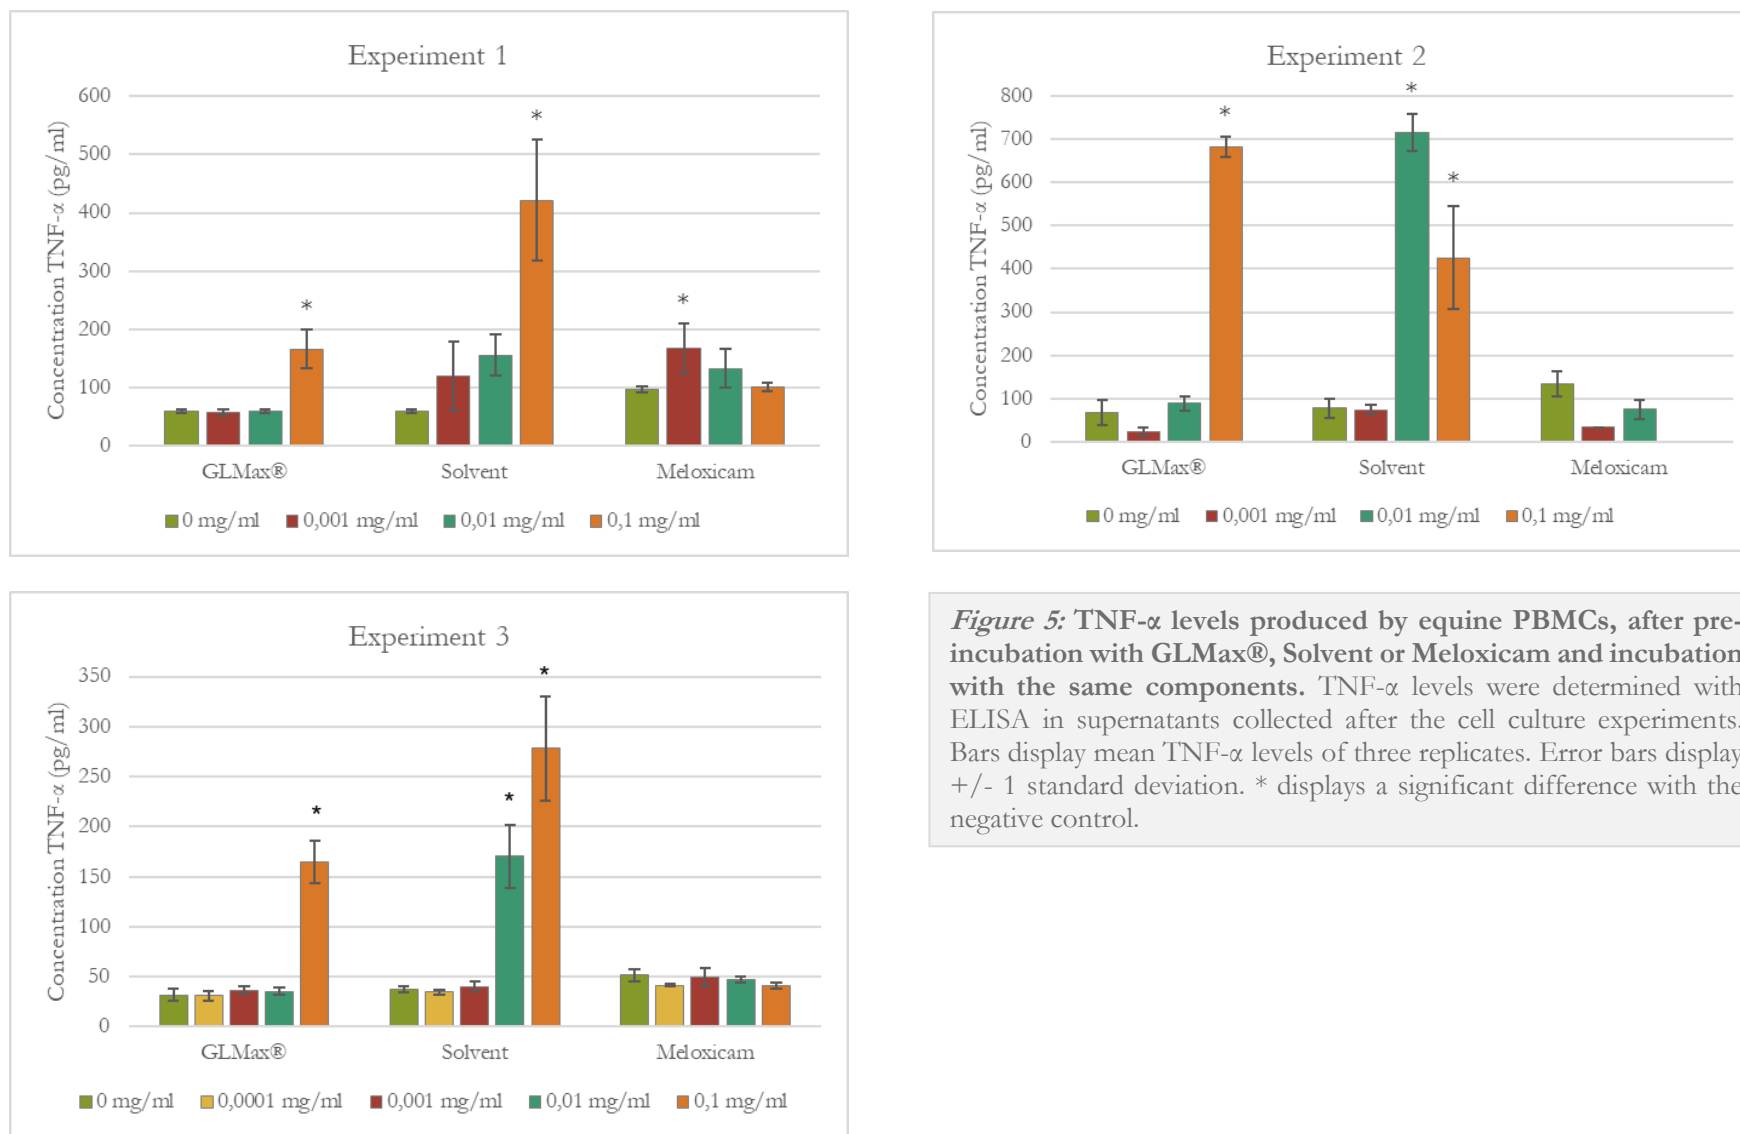 Experiment 1
Concentration TNF-α (pg/ml)
600
500
400
300
200
100
0
*
*
*
GLMax®
Solvent
Meloxicam
0 mg/ml
0,001 mg/ml
0,01 mg/ml
0,1 mg/ml
Experiment 2
Concentration TNF-α (pg/ml)
800
700
600
500
400
300
200
100
0
*
*
*
GLMax®
Solvent
Meloxicam
0 mg/ml
0,001 mg/ml
0,01 mg/ml
0,1 mg/ml
Experiment 3
Concentration TNF-α (pg/ml)
350
300
250
200
150
100
50
0
*
*
*
GLMax®
Solvent
Meloxicam
0 mg/ml
0,0001 mg/ml
0,001 mg/ml
0,01 mg/ml
0,1 mg/ml
Figure 5: TNF-α levels produced by equine PBMCs, after pre-
incubation with GLMax®, Solvent or Meloxicam and incubation
with the same components. TNF-α levels were determined with
ELISA in supernatants collected after the cell culture experiments.
Bars display mean TNF-α levels of three replicates. Error bars display
+/- 1 standard deviation. * displays a significant difference with the
negative control.